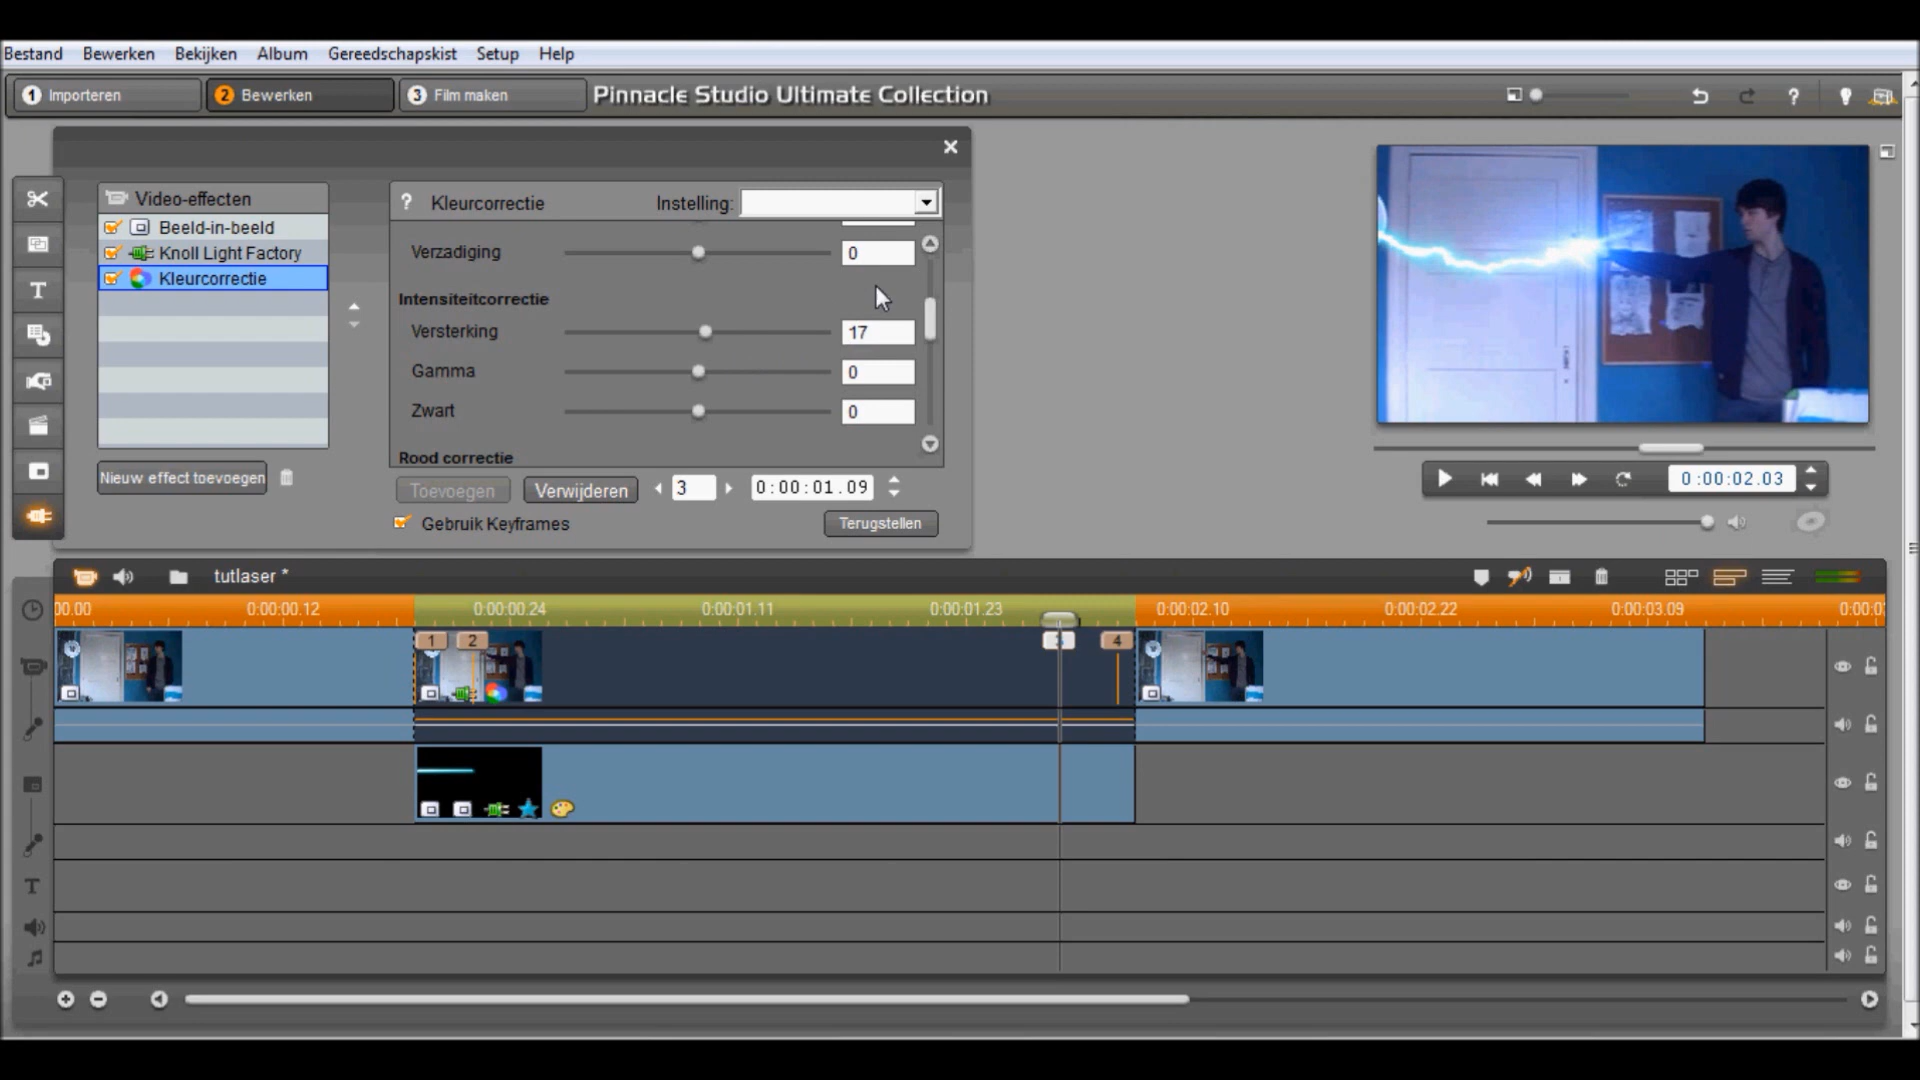 Bestand Bewerken Bekijken Album Gereedschapskist Setup Help
1 Importeren 2 Bewerken 3 Film maken Pinnacle Studio Ultimate Collection ?
Video-effecten
Beeld-in-beeld
Knoll Light Factory
Kleurcorrectie
Nieuw effect toevoegen
? Kleurcorrectie Instelling:
Verzadiging 0
Intensiteitcorrectie
Versterking 17
Gamma 0
Zwart 0
Rood correctie
Toevoegen Verwijderen 3 0:00:01.09
Gebruik Keyframes Terugstellen
0:00:02.03
T
tutlaser *
00.00 0:00:00.12 0:00:00.24 0:00:01.11 0:00:01.23 0:00:02.10 0:00:02.22 0:00:03.09
1 2 3 4
T